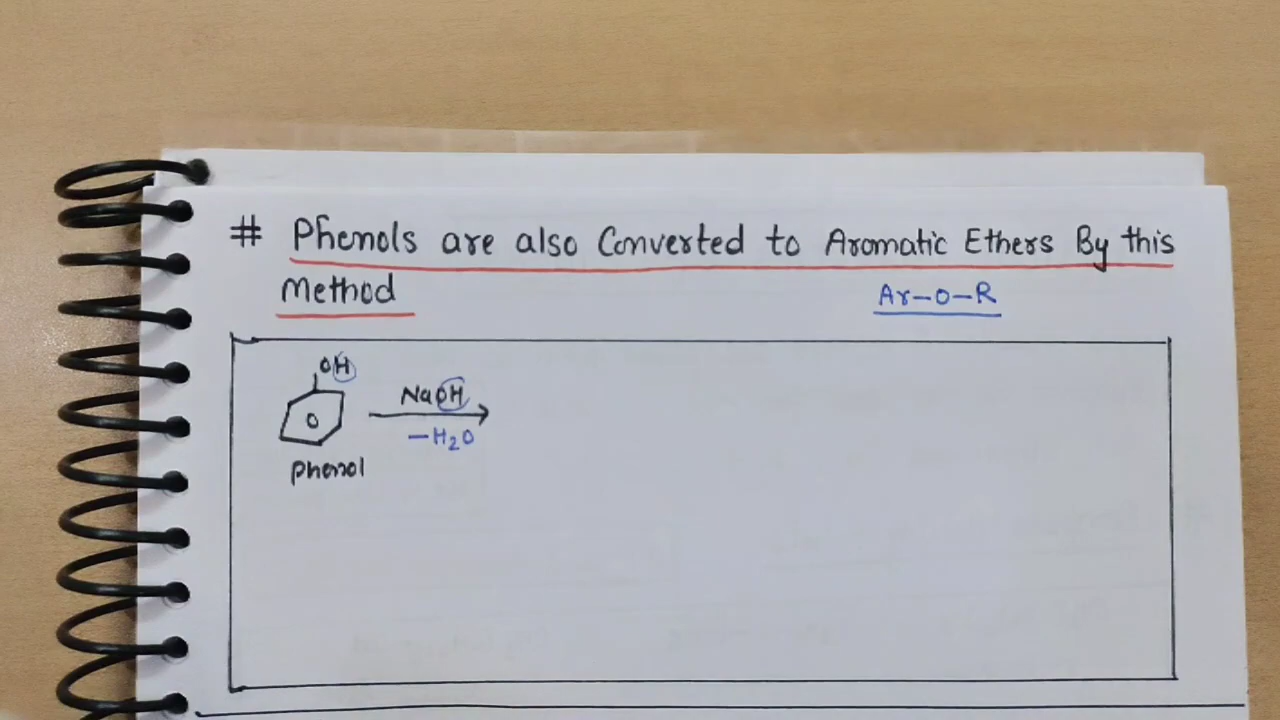 # Phenols are also Converted to Aromatic Ethers By this
Method
Ar-O-R
OH
NaOH
-H₂O
Phenol